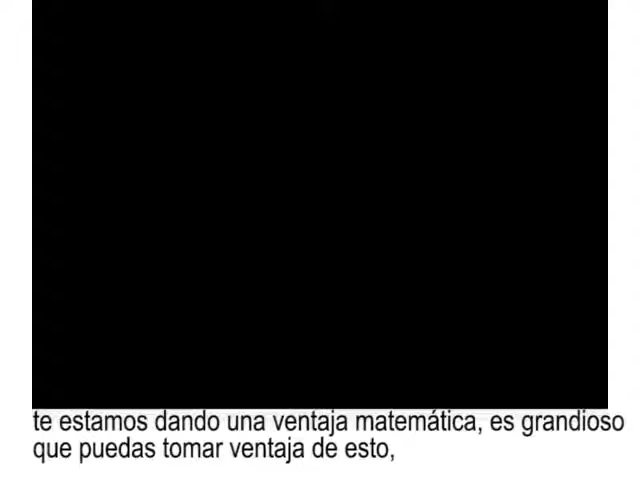 te estamos dando una ventaja matemática, es grandioso
que puedas tomar ventaja de esto,